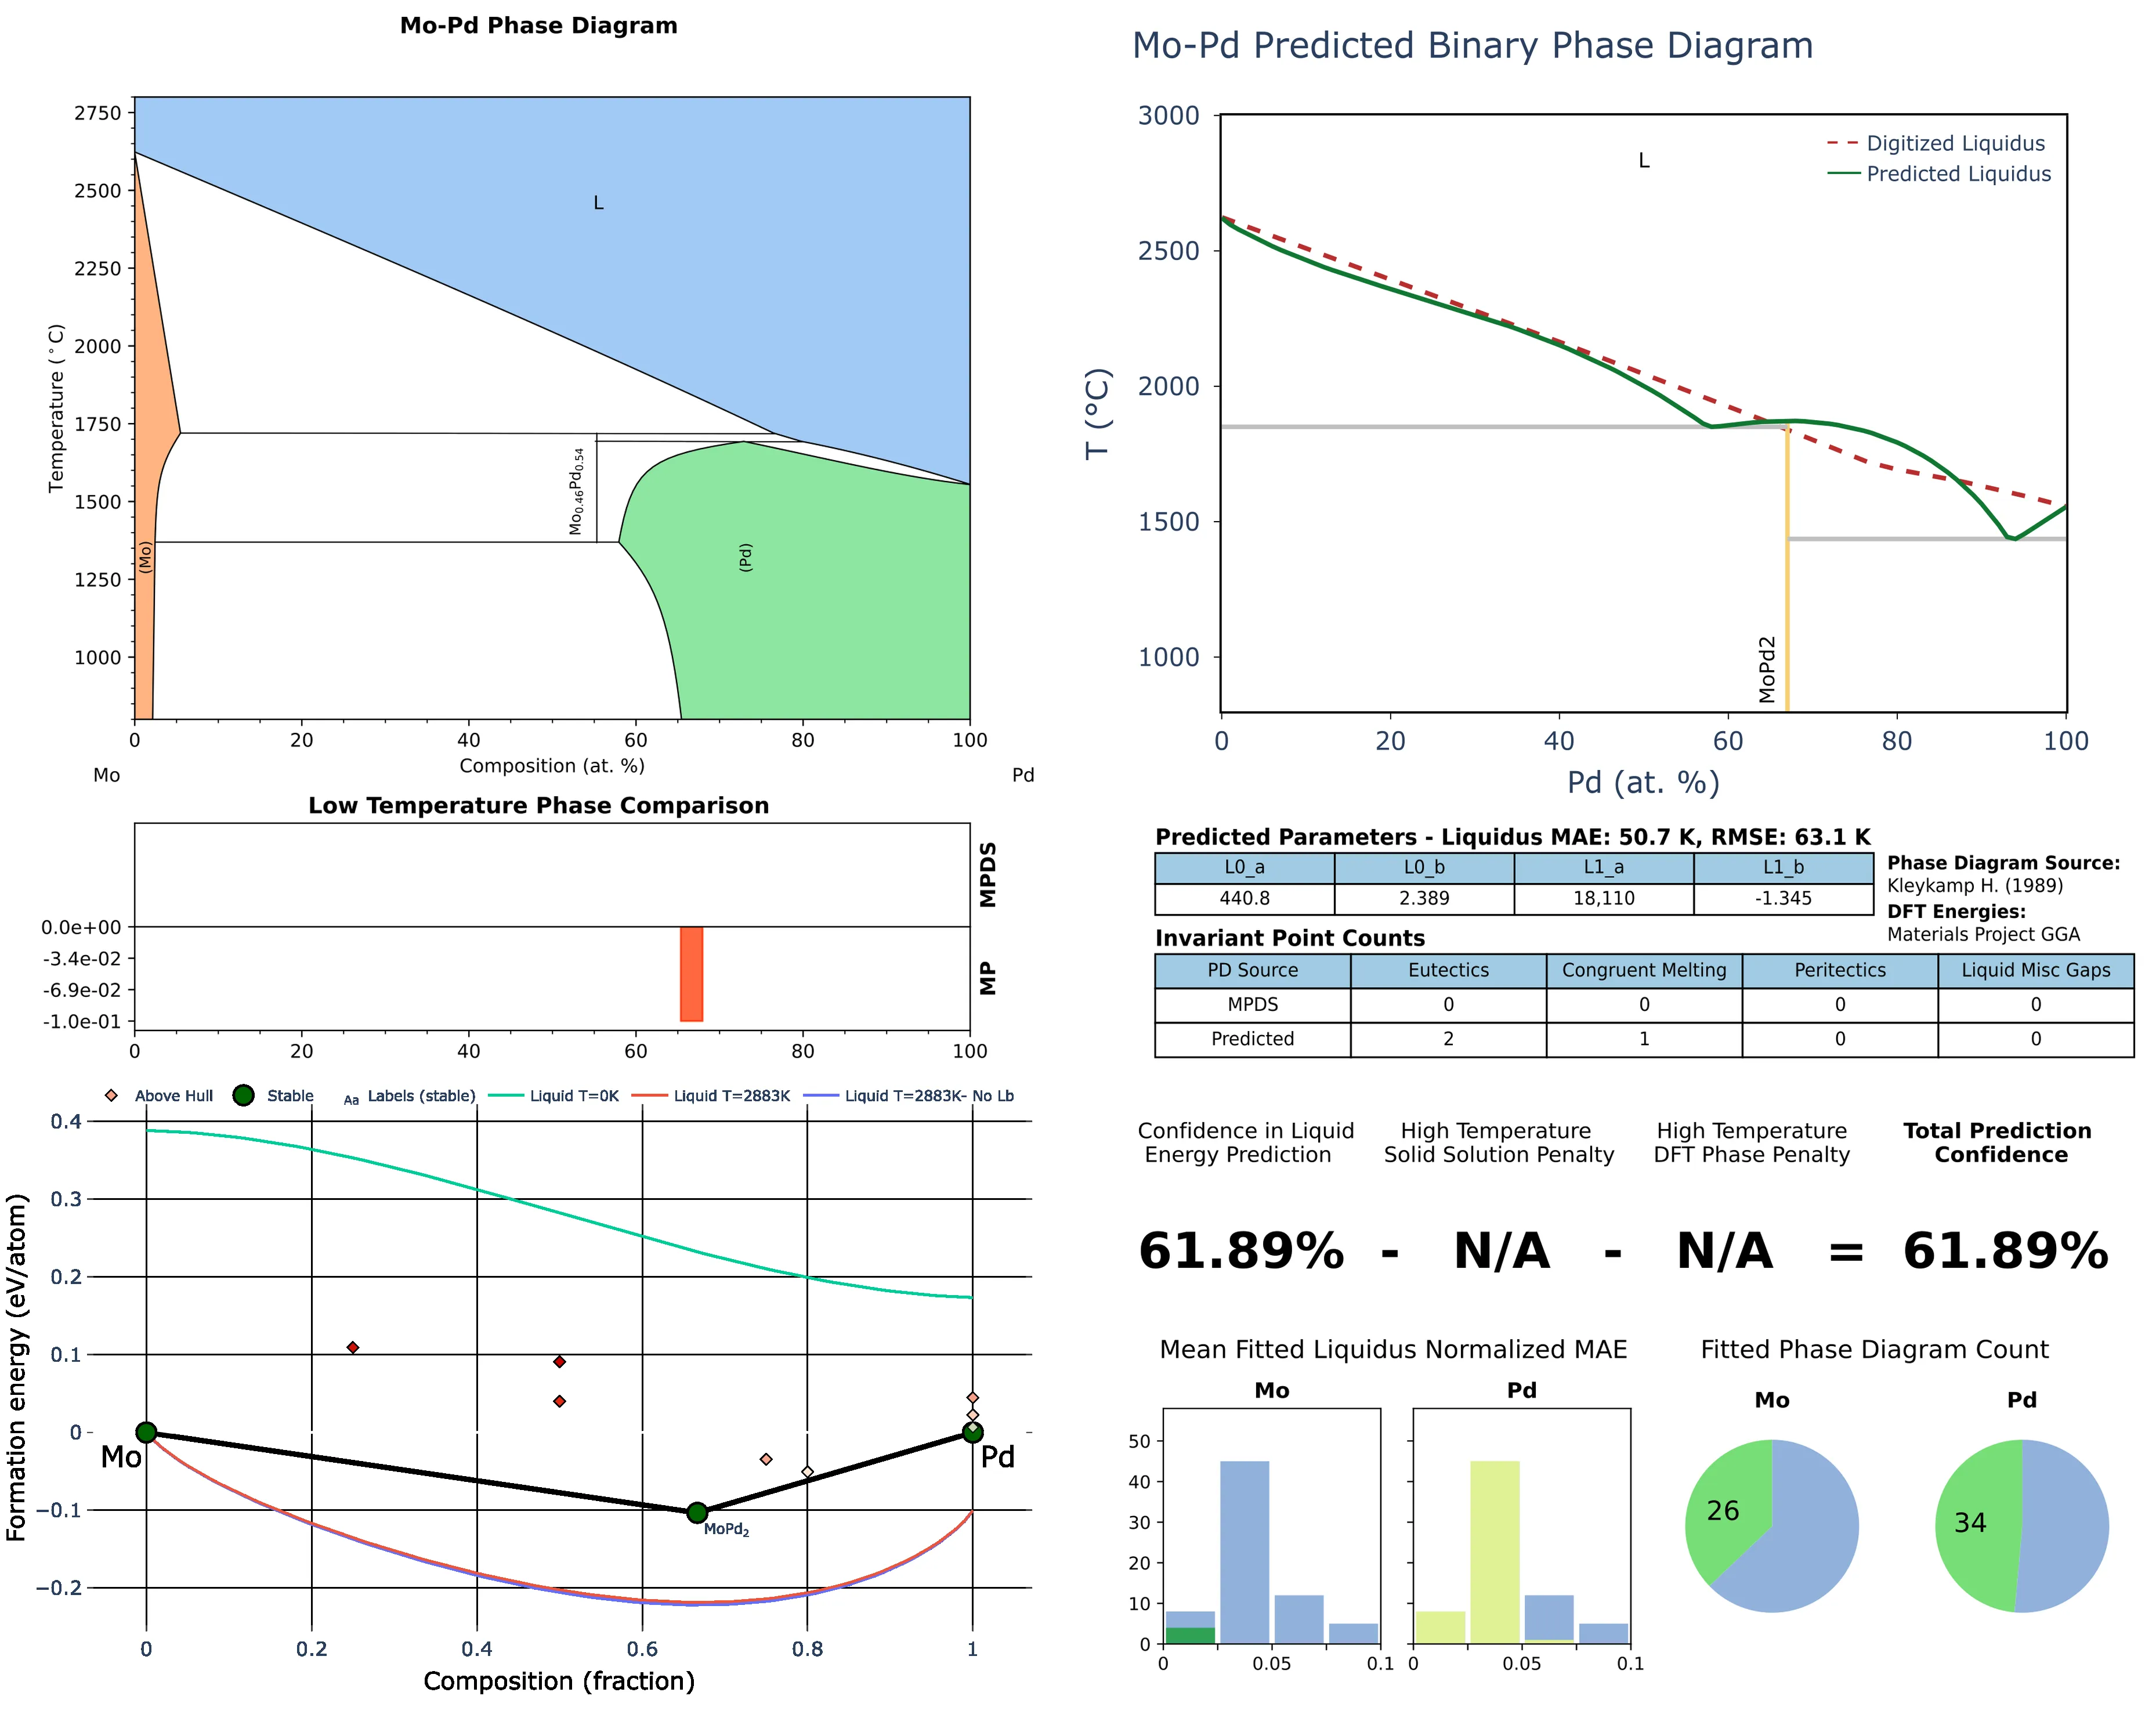 Mo-Pd Phase Diagram
2750
2500
2250
2000
1750
1500
1250
1000
Temperature (°C)
L
(Mo)
Mo0.46Pd0.54
(Pd)
0 20 40 60 80 100
Composition (at. %)
Mo Pd
Mo-Pd Predicted Binary Phase Diagram
3000
2500
2000
1500
1000
T (°C)
L
Digitized Liquidus
Predicted Liquidus
MoPd2
0 20 40 60 80 100
Pd (at. %)
Low Temperature Phase Comparison
MPDS
MP
0.0e+00
-3.4e-02
-6.9e-02
-1.0e-01
0 20 40 60 80 100
Predicted Parameters - Liquidus MAE: 50.7 K, RMSE: 63.1 K
L0_a L0_b L1_a L1_b
440.8 2.389 18,110 -1.345
Phase Diagram Source:
Kleykamp H. (1989)
DFT Energies:
Materials Project GGA
Invariant Point Counts
PD Source Eutectics Congruent Melting Peritectics Liquid Misc Gaps
MPDS 0 0 0 0
Predicted 2 1 0 0
Above Hull Stable Aa Labels (stable) Liquid T=0K Liquid T=2883K Liquid T=2883K- No Lb
0.4
0.3
0.2
0.1
0
−0.1
−0.2
Formation energy (eV/atom)
Mo
Pd
MoPd2
0 0.2 0.4 0.6 0.8 1
Composition (fraction)
Confidence in Liquid
Energy Prediction
High Temperature
Solid Solution Penalty
High Temperature
DFT Phase Penalty
Total Prediction
Confidence
61.89% - N/A - N/A = 61.89%
Mean Fitted Liquidus Normalized MAE
Mo Pd
50
40
30
20
10
0
0 0.05 0.1
0 0.05 0.1
Fitted Phase Diagram Count
Mo Pd
26
34